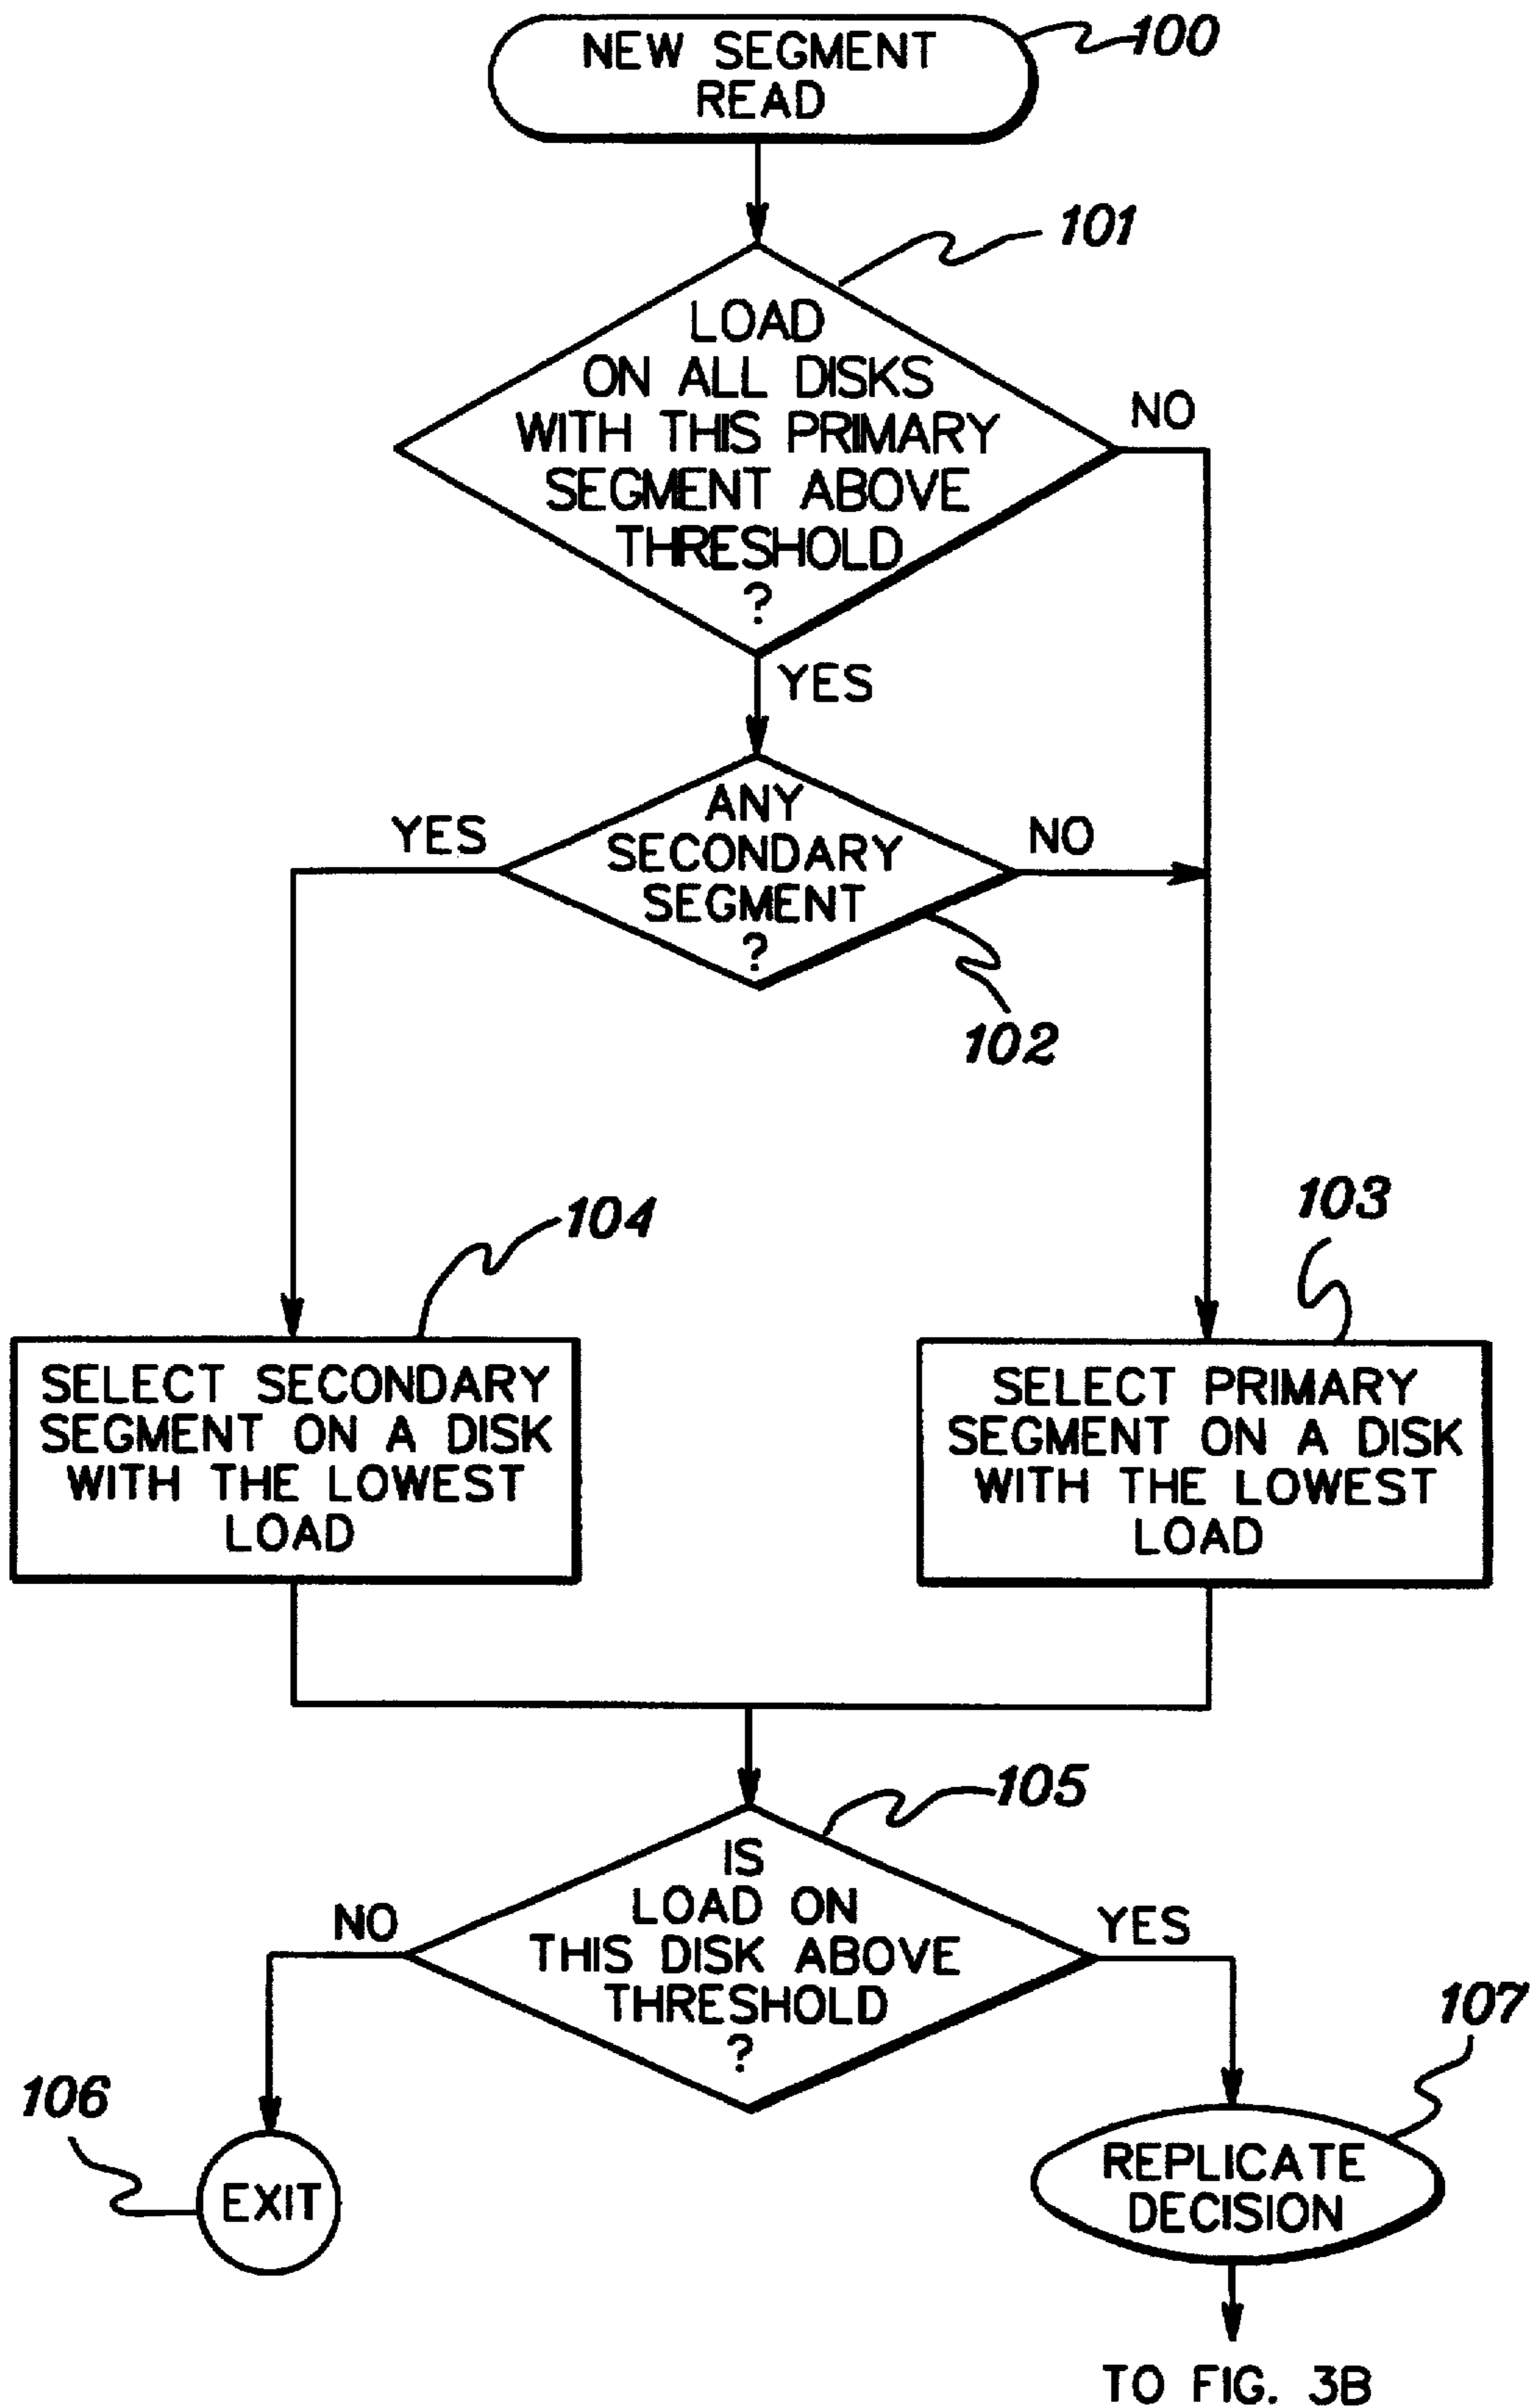 NEW SEGMENT
READ
100
101
LOAD
ON ALL DISKS
WITH THIS PRIMARY
SEGMENT ABOVE
THRESHOLD
?
NO
YES
ANY
SECONDARY
SEGMENT
?
YES
NO
102
104
103
SELECT SECONDARY
SEGMENT ON A DISK
WITH THE LOWEST
LOAD
SELECT PRIMARY
SEGMENT ON A DISK
WITH THE LOWEST
LOAD
105
IS
LOAD ON
THIS DISK ABOVE
THRESHOLD
?
NO
YES
106
EXIT
107
REPLICATE
DECISION
TO FIG. 3B